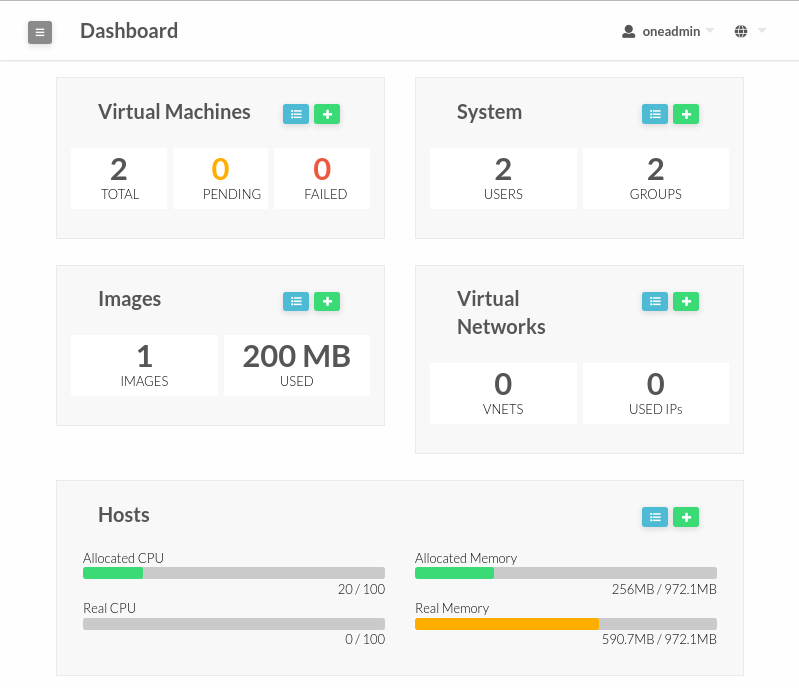 Dashboard
oneadmin
Virtual Machines
2
TOTAL
0
PENDING
0
FAILED
System
2
USERS
2
GROUPS
Images
1
IMAGES
200 MB
USED
Virtual
Networks
0
VNETS
0
USED IPs
Hosts
Allocated CPU
20 / 100
Real CPU
0 / 100
Allocated Memory
256MB / 972.1MB
Real Memory
590.7MB / 972.1MB